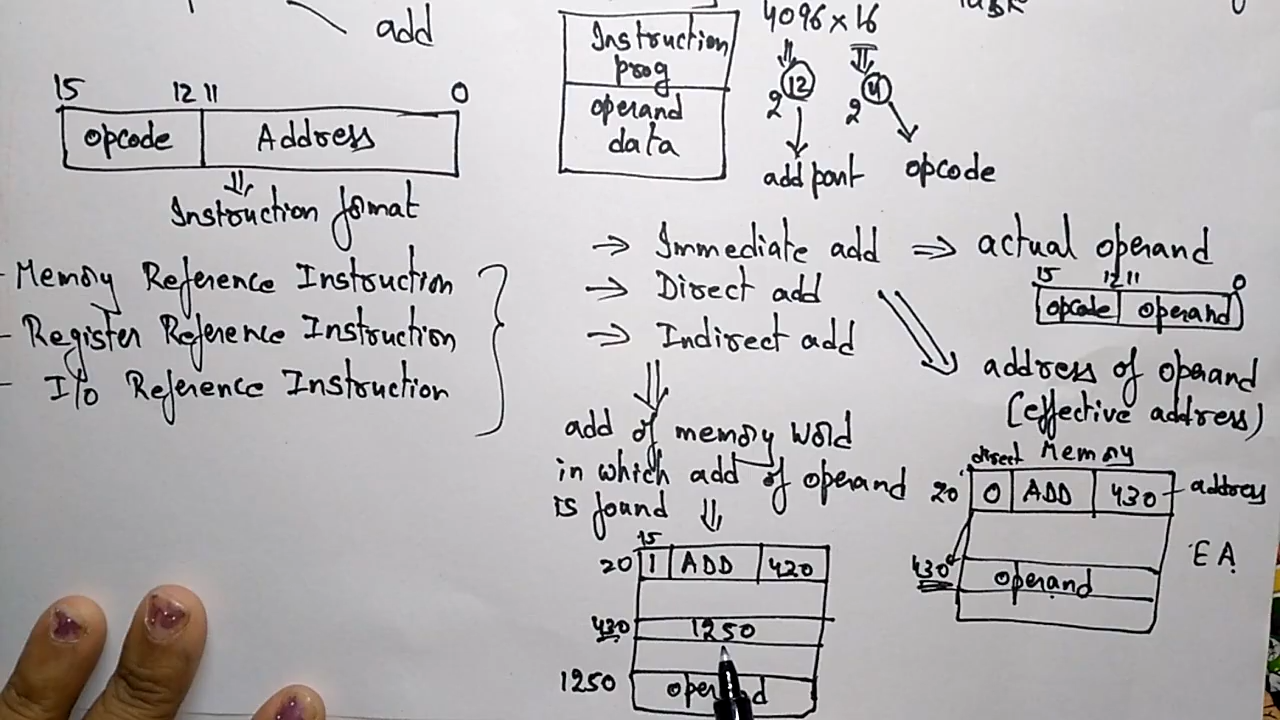 add
15 12 11 0
opcode Address
Instruction format
- Memory Reference Instruction
- Register Reference Instruction
- I/o Reference Instruction
Instruction
prog
operand
data
4096 x 16
2 12 2 4
add part opcode
→ Immediate add ⇒ actual operand
→ Direct add
→ Indirect add
15 12 11 0
opcode operand
address of operand
(effective address)
add of memory word
in which add of operand
is found
15
20 1 ADD 420
430 1250
1250 operand
direct Memory
20 0 ADD 430 address
430 operand
EA